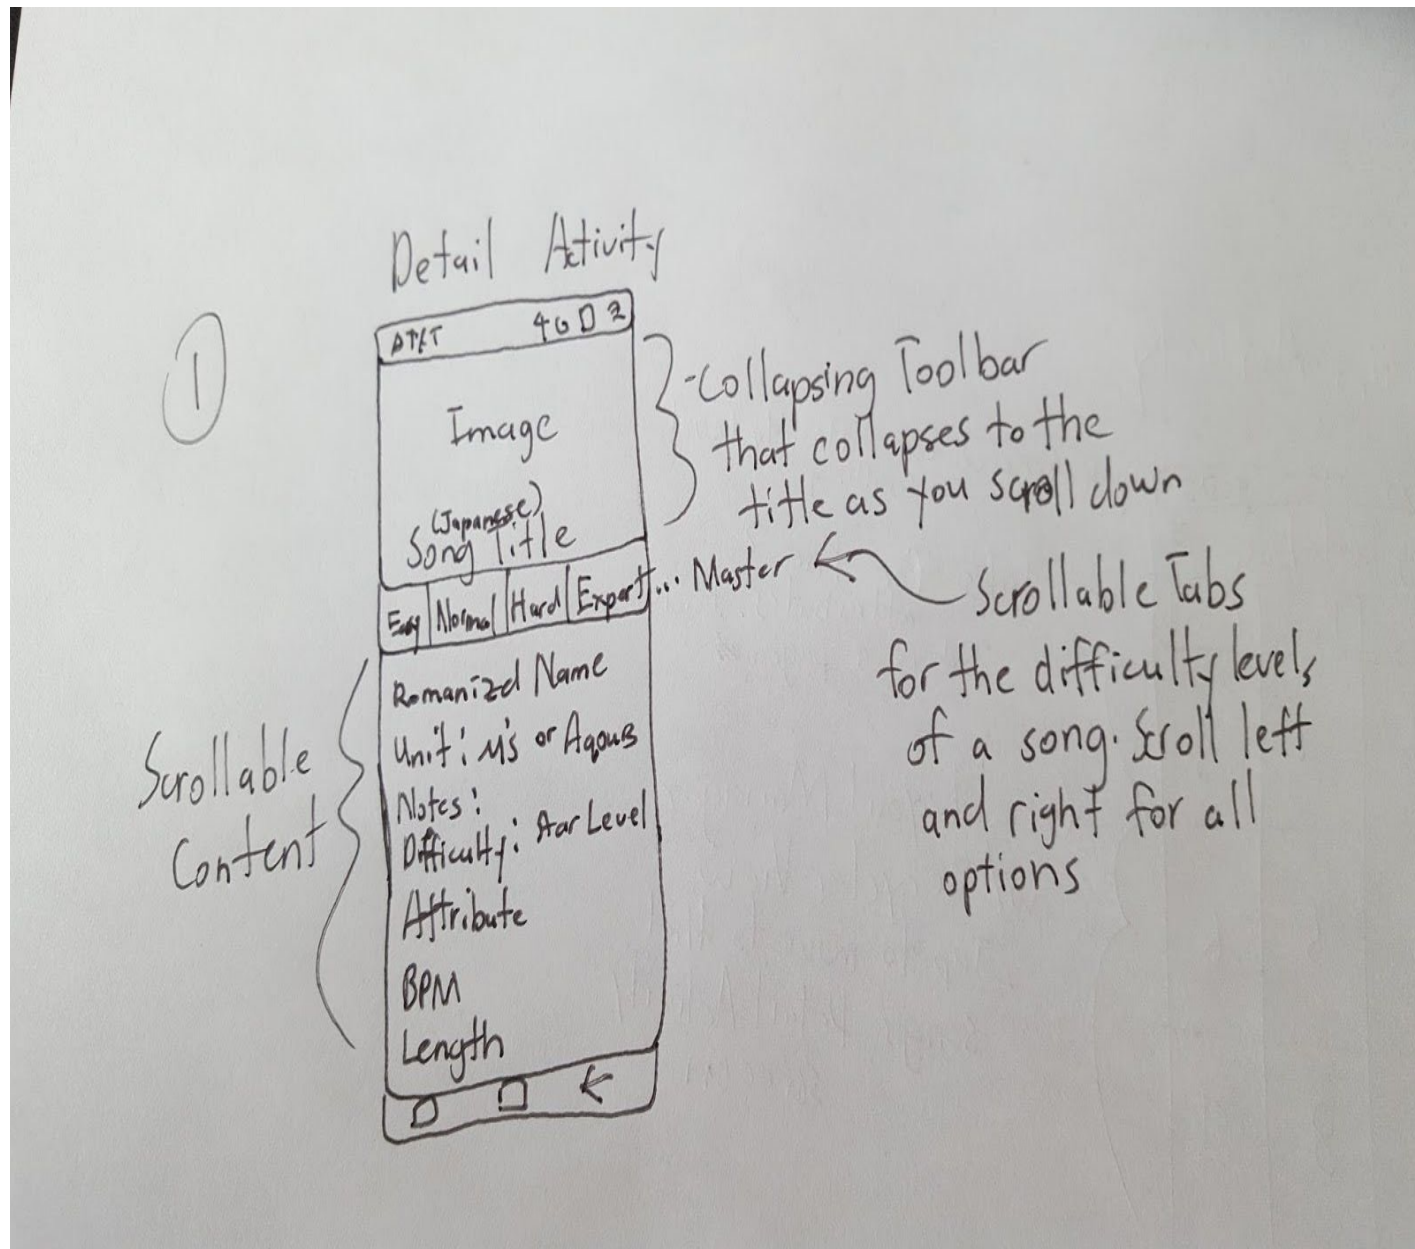 Detail Activity
1
AT&T 4G 2
Image
(Japanese)
Song Title
Easy Normal Hard Expert ... Master
Romanized Name
Unit: μ's or Aqours
Notes:
Difficulty: Star Level
Attribute
BPM
Length
-Collapsing Toolbar
that collapses to the
title as you scroll down
Scrollable Tabs
for the difficulty levels
of a song. Scroll left
and right for all
options
Scrollable
Content